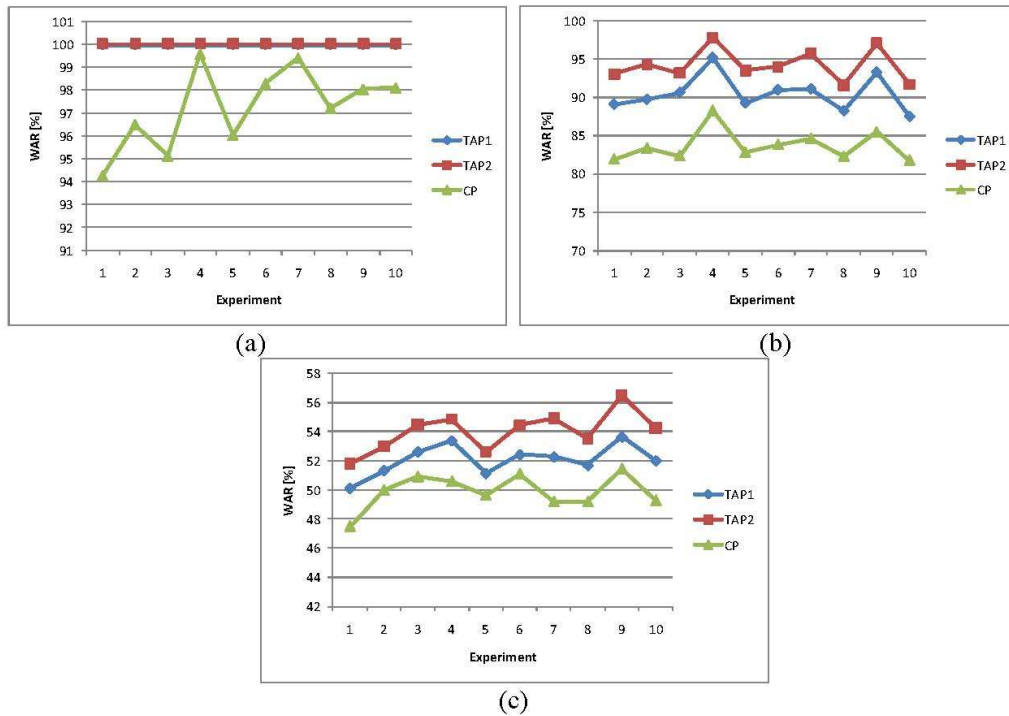 101
100
99
98
97
96
95
94
93
92
91
WAR [%]
1 2 3 4 5 6 7 8 9 10
Experiment
TAP1
TAP2
CP
(a)
100
95
90
85
80
75
70
WAR [%]
1 2 3 4 5 6 7 8 9 10
Experiment
TAP1
TAP2
CP
(b)
58
56
54
52
50
48
46
44
42
WAR [%]
1 2 3 4 5 6 7 8 9 10
Experiment
TAP1
TAP2
CP
(c)